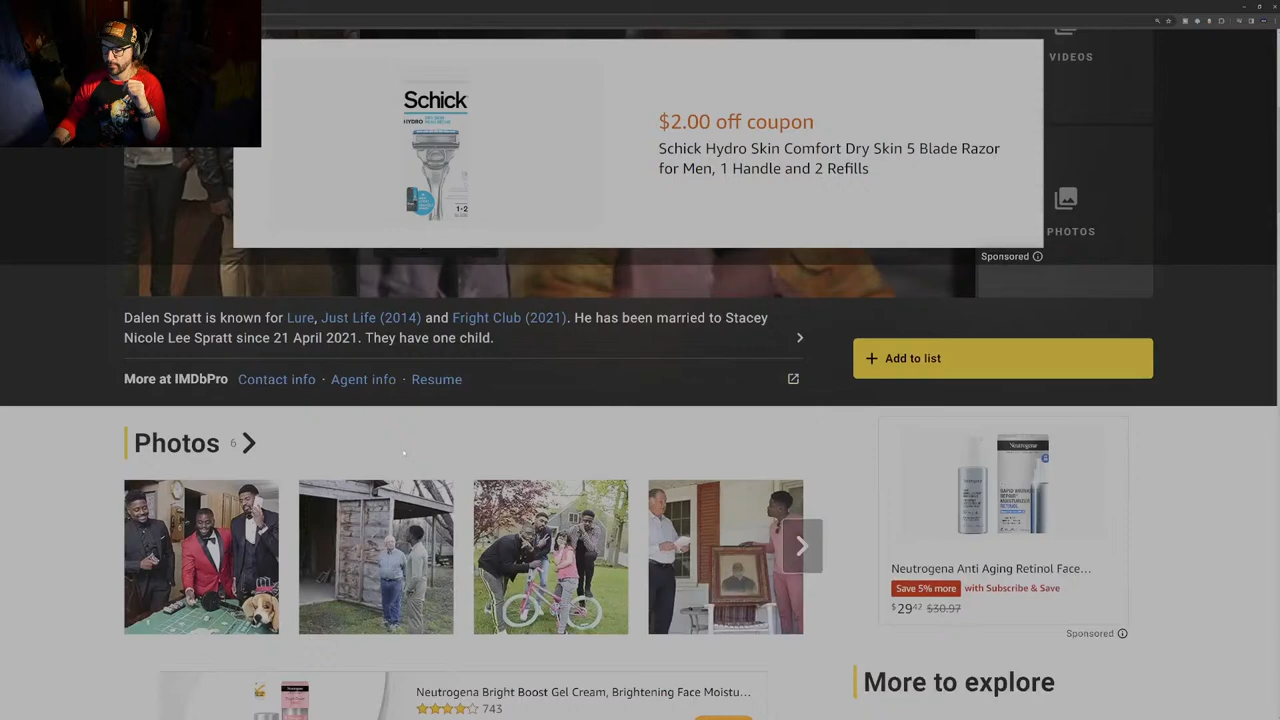 VIDEOS
Schick
HYDRO
$2.00 off coupon
Schick Hydro Skin Comfort Dry Skin 5 Blade Razor
for Men, 1 Handle and 2 Refills
PHOTOS
Sponsored
Dalen Spratt is known for Lure, Just Life (2014) and Fright Club (2021). He has been married to Stacey
Nicole Lee Spratt since 21 April 2021. They have one child.
+ Add to list
More at IMDbPro Contact info · Agent info · Resume
Photos 6
Neutrogena
Neutrogena Anti Aging Retinol Face...
Save 5% more with Subscribe & Save
$29.42 $30.97
Sponsored
More to explore
Neutrogena Bright Boost Gel Cream, Brightening Face Moistu...
743